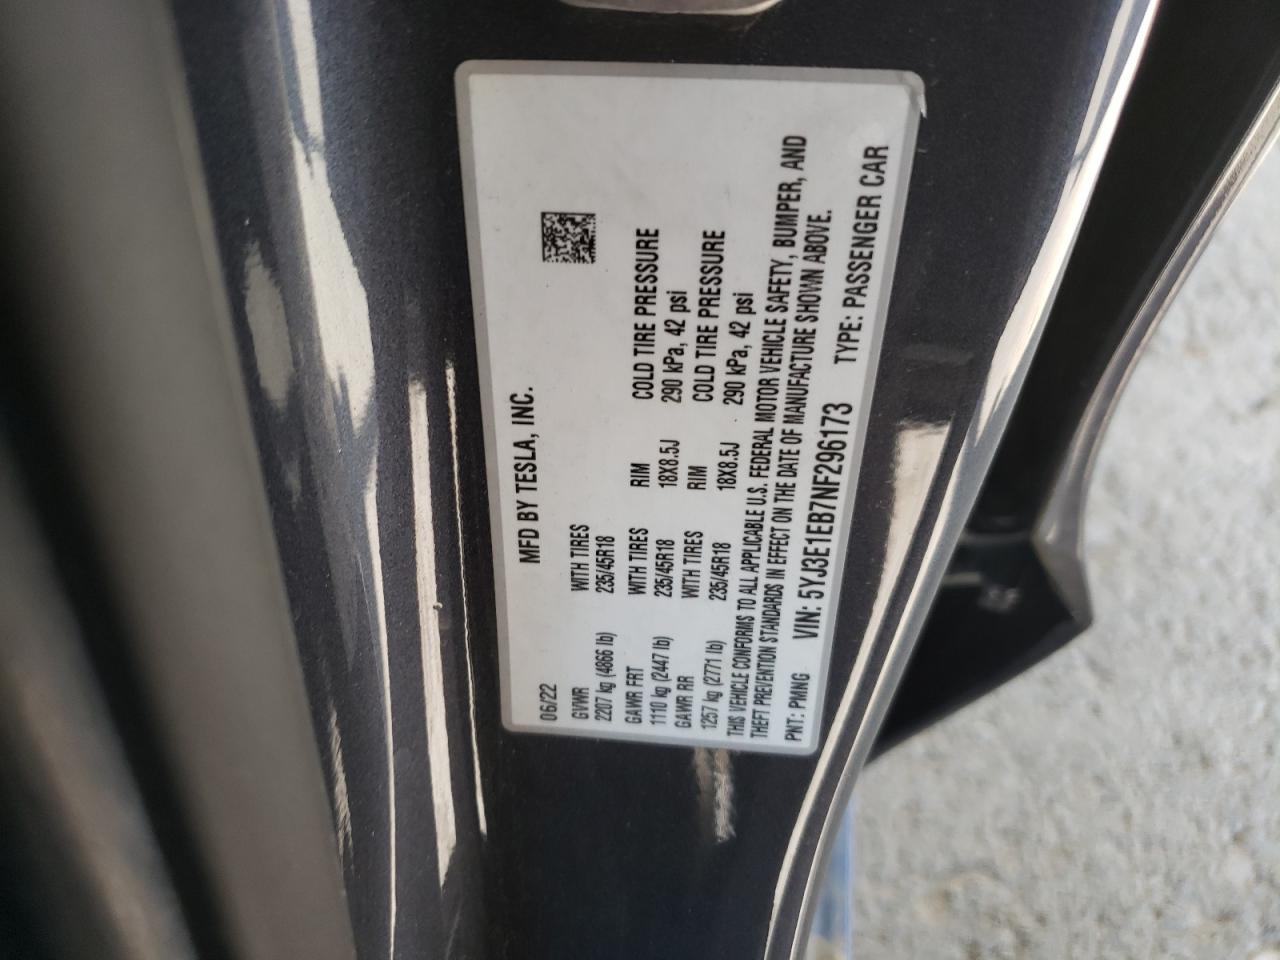 MFD BY TESLA, INC.
06/22
GVWR WITH TIRES
2207 kg (4866 lb) 235/45R18
GAWR FRT WITH TIRES RIM COLD TIRE PRESSURE
1110 kg (2447 lb) 235/45R18 18X8.5J 290 kPa, 42 psi
GAWR RR WITH TIRES RIM COLD TIRE PRESSURE
1257 kg (2771 lb) 235/45R18 18X8.5J 290 kPa, 42 psi
THIS VEHICLE CONFORMS TO ALL APPLICABLE U.S. FEDERAL MOTOR VEHICLE SAFETY, BUMPER, AND
THEFT PREVENTION STANDARDS IN EFFECT ON THE DATE OF MANUFACTURE SHOWN ABOVE.
PNT: PMNG VIN: 5YJ3E1EB7NF296173 TYPE: PASSENGER CAR